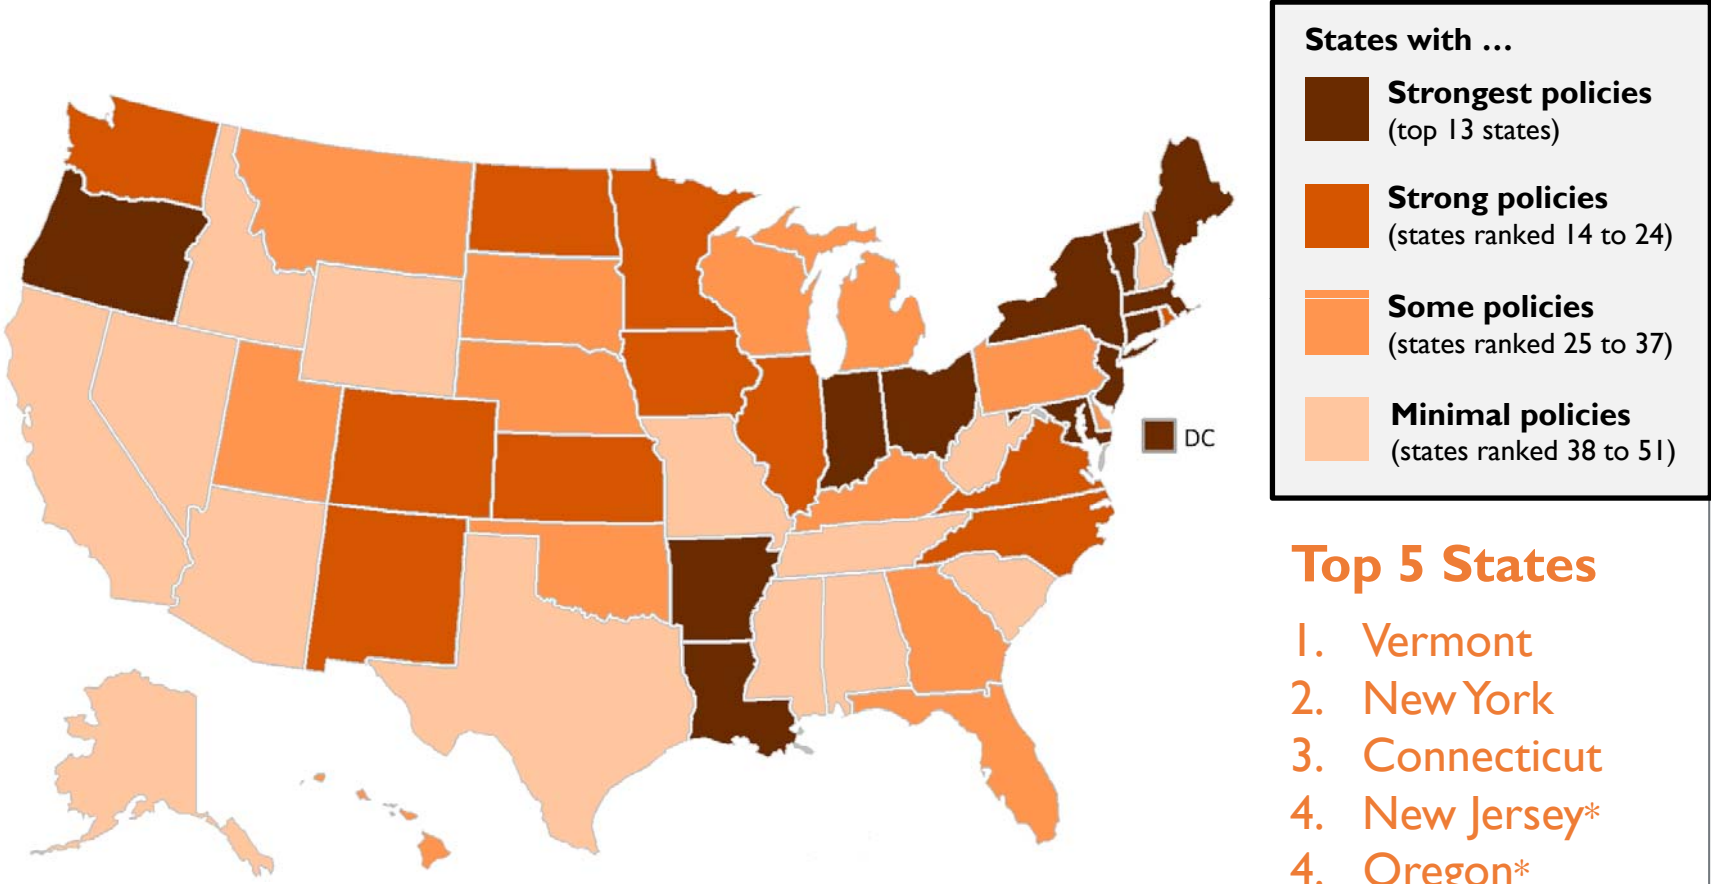 States with …
Strongest policies
(top 13 states)
Strong policies
(states ranked 14 to 24)
Some policies
(states ranked 25 to 37)
Minimal policies
(states ranked 38 to 51)
DC
Top 5 States
1. Vermont
2. New York
3. Connecticut
4. New Jersey*
4. Oregon*